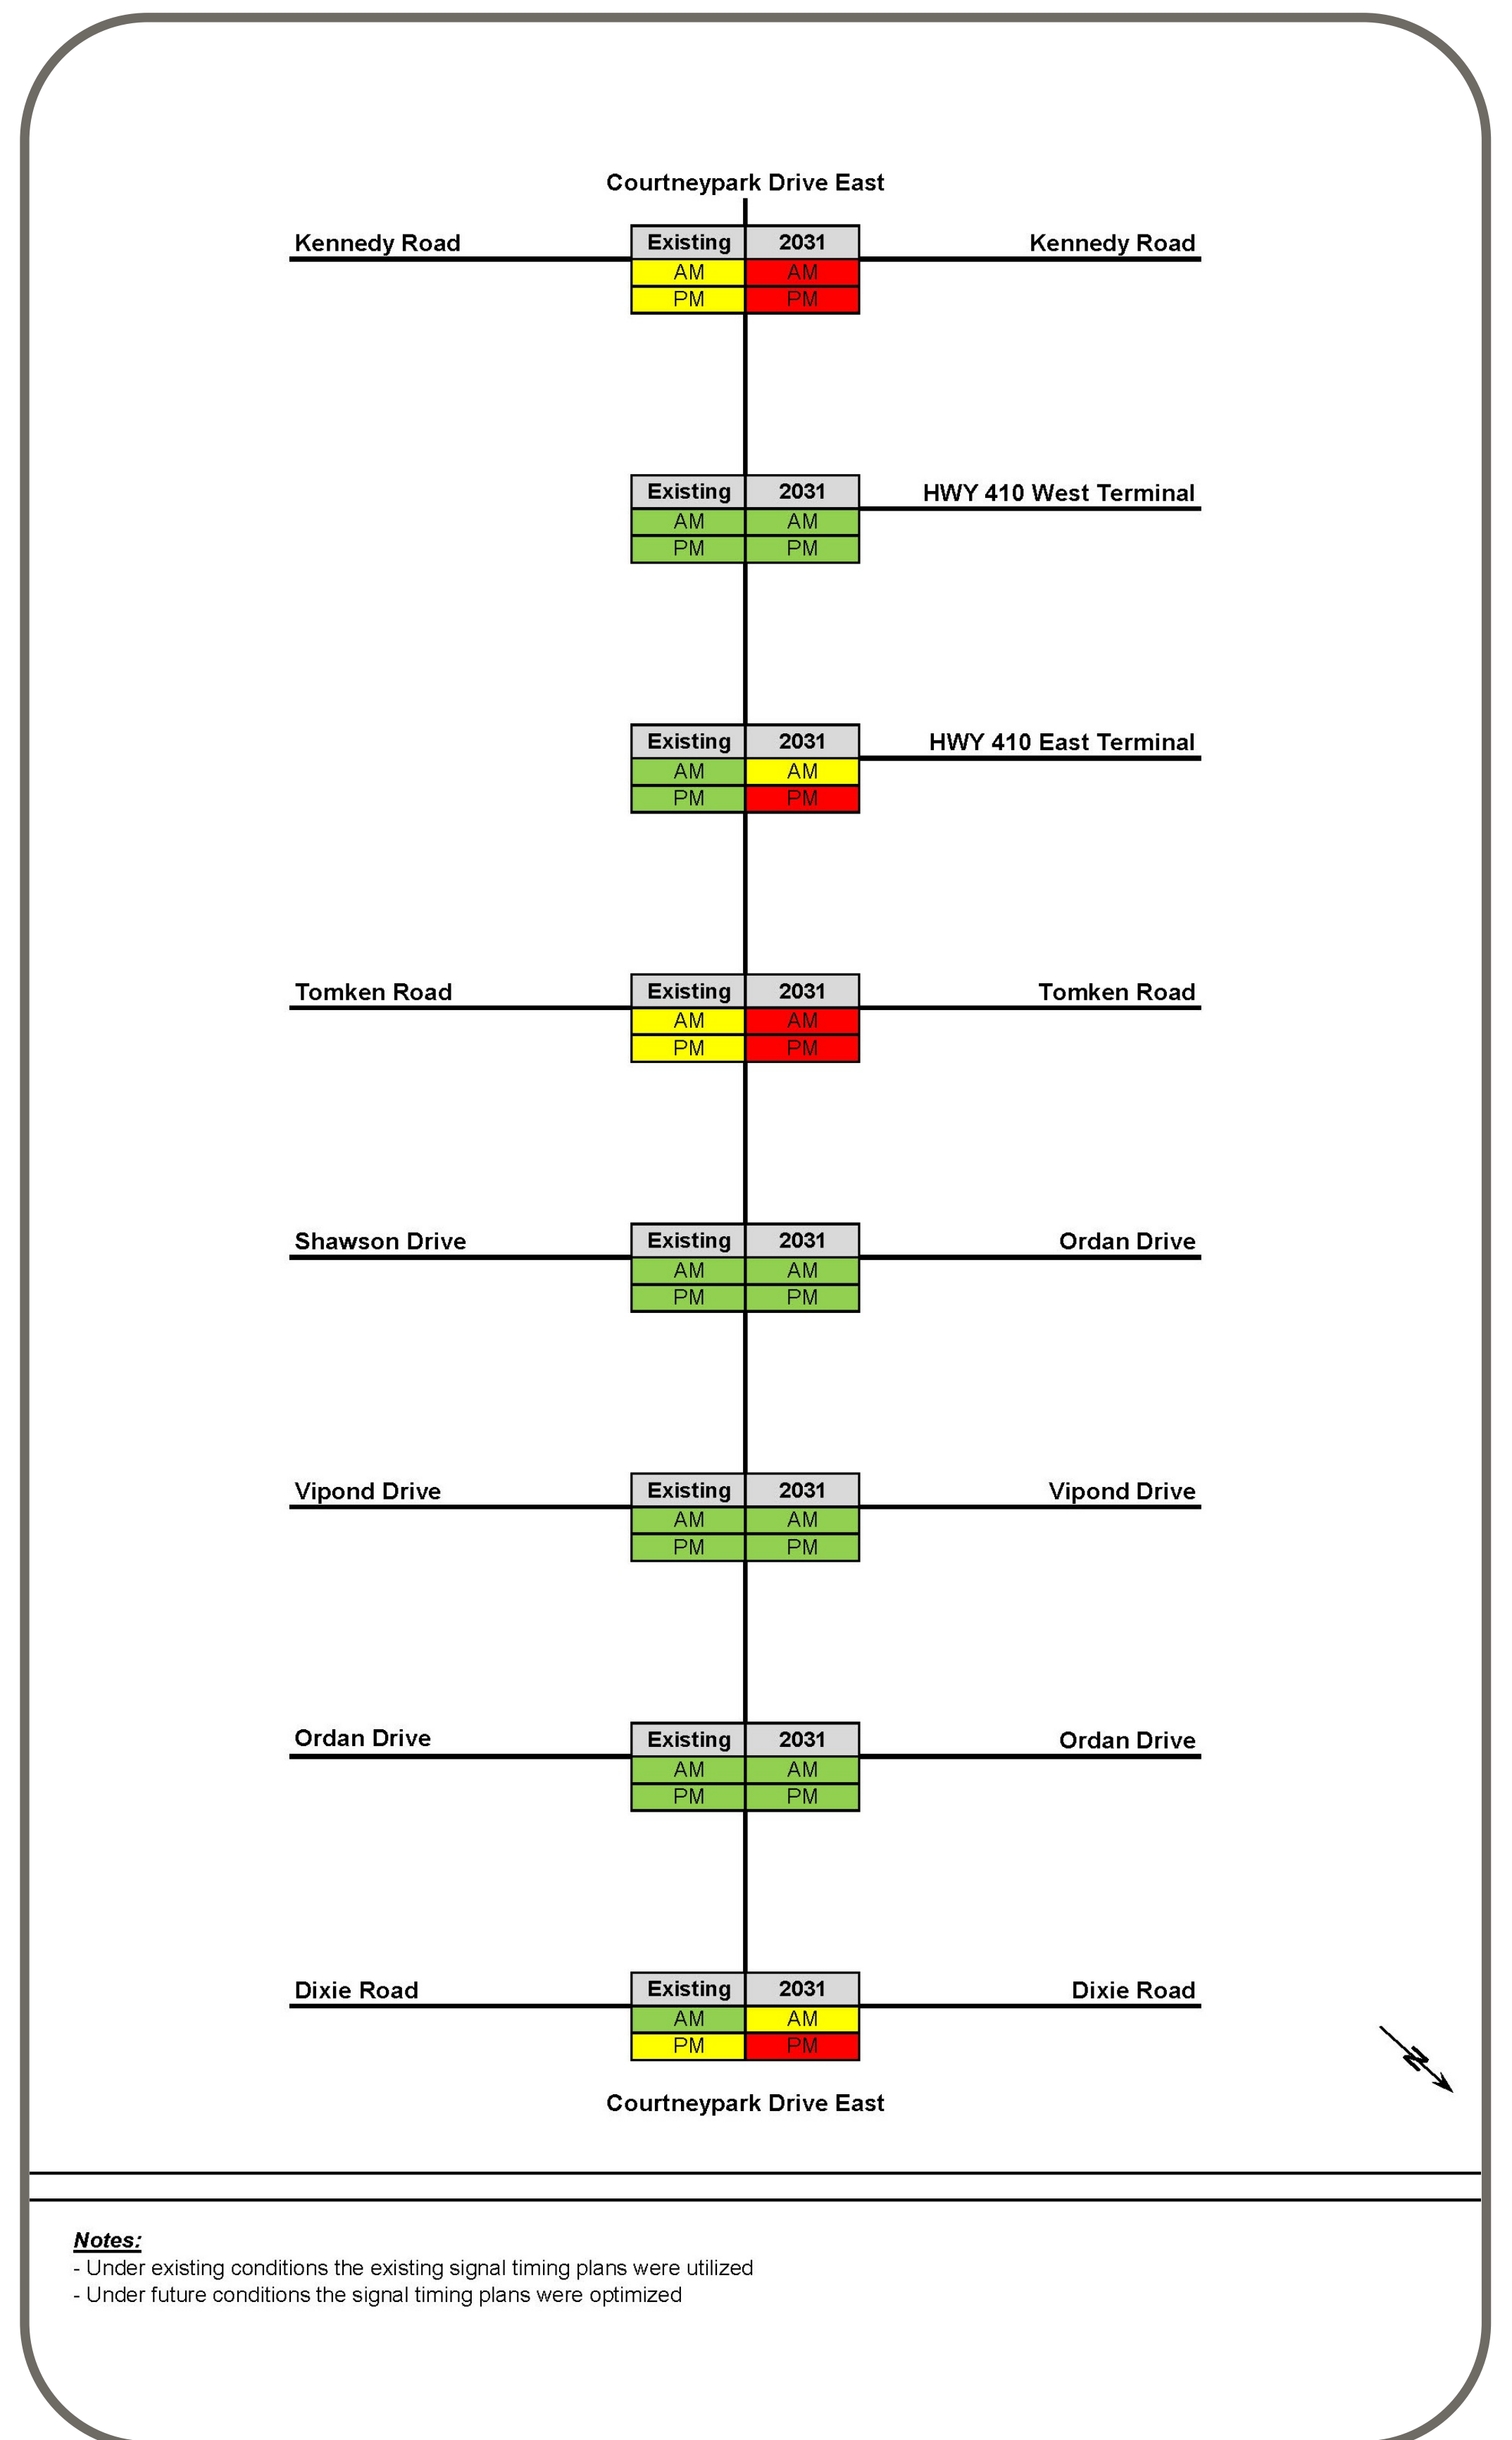 Courtneypark Drive East
Kennedy Road Existing 2031 Kennedy Road
AM AM
PM PM
Existing 2031 HWY 410 West Terminal
AM AM
PM PM
Existing 2031 HWY 410 East Terminal
AM AM
PM PM
Tomken Road Existing 2031 Tomken Road
AM AM
PM PM
Shawson Drive Existing 2031 Ordan Drive
AM AM
PM PM
Vipond Drive Existing 2031 Vipond Drive
AM AM
PM PM
Ordan Drive Existing 2031 Ordan Drive
AM AM
PM PM
Dixie Road Existing 2031 Dixie Road
AM AM
PM PM
N
Courtneypark Drive East
Notes:
- Under existing conditions the existing signal timing plans were utilized
- Under future conditions the signal timing plans were optimized